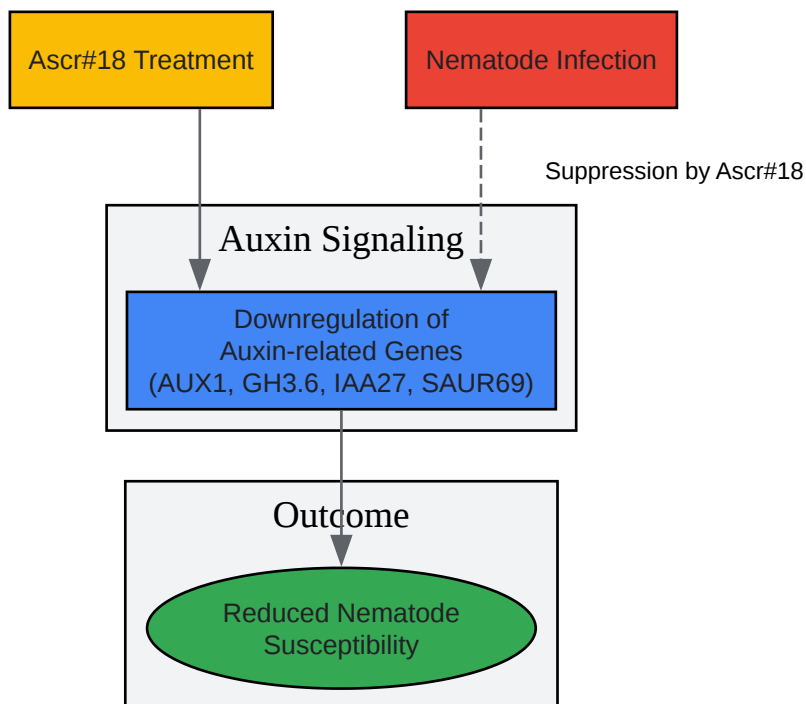 Ascr#18 Treatment
Nematode Infection
Suppression by Ascr#18
Auxin Signaling
Downregulation of
Auxin-related Genes
(AUX1, GH3.6, IAA27, SAUR69)
Outcome
Reduced Nematode
Susceptibility